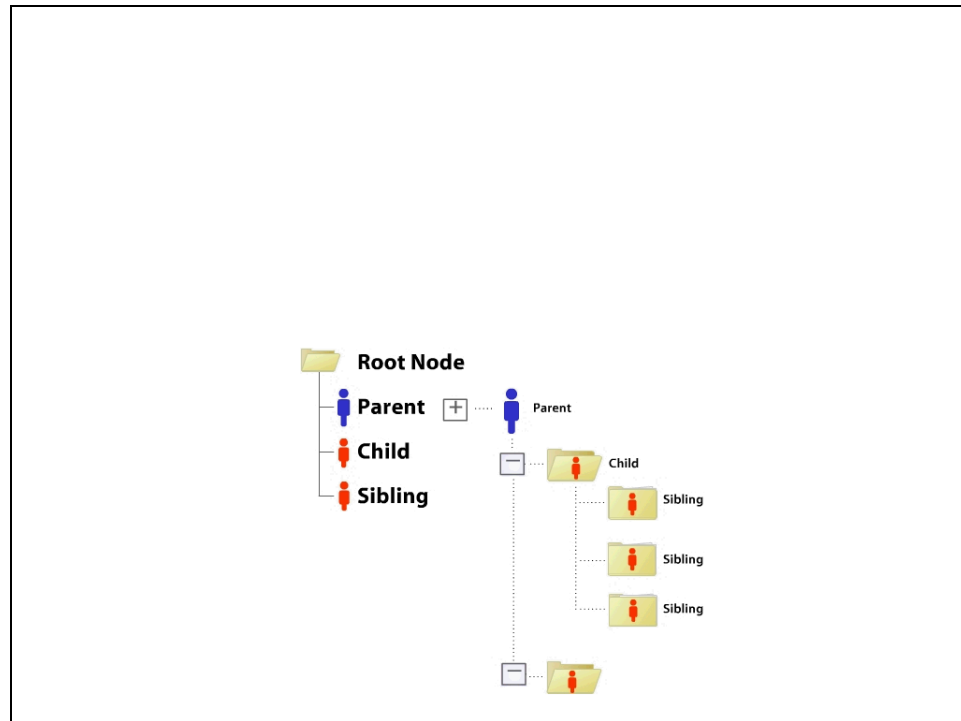 Root Node
Parent
Parent
Child
Child
Sibling
Sibling
Sibling
Sibling